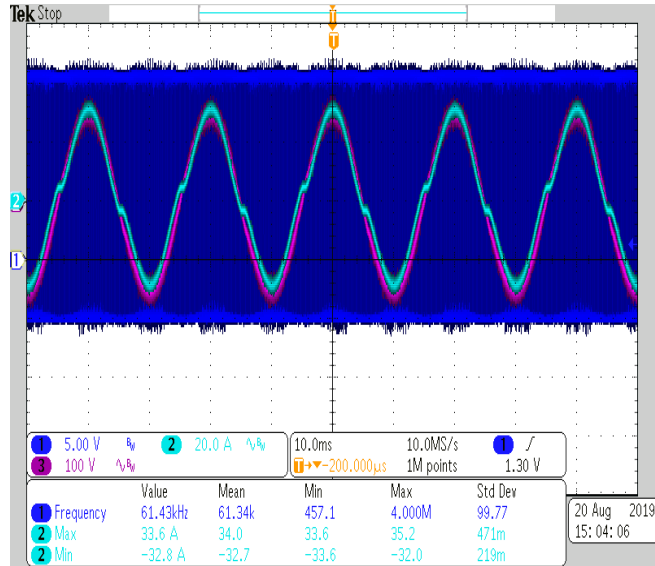 Tek Stop
T
T
2
1
1 5.00 V BW 2 20.0 A ∿BW
3 100 V ∿BW
10.0ms 10.0MS/s 1 ∫
T→▼-200.000µs 1M points 1.30 V
Value Mean Min Max Std Dev
1 Frequency 61.43kHz 61.34k 457.1 4.000M 99.77
2 Max 33.6 A 34.0 33.6 35.2 471m
2 Min -32.8 A -32.7 -33.6 -32.0 219m
20 Aug 2019
15:04:06